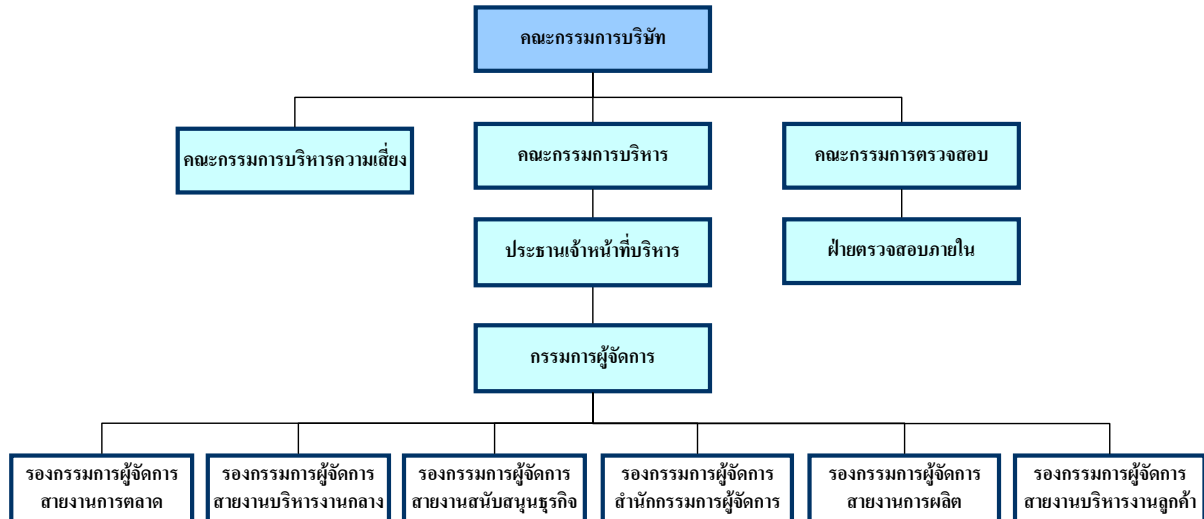 คณะกรรมการบริษัท
คณะกรรมการบริหารความเสี่ยง
คณะกรรมการบริหาร
คณะกรรมการตรวจสอบ
ประธานเจ้าหน้าที่บริหาร
ฝ่ายตรวจสอบภายใน
กรรมการผู้จัดการ
รองกรรมการผู้จัดการ
สายงานการตลาด
รองกรรมการผู้จัดการ
สายงานบริหารงานกลาง
รองกรรมการผู้จัดการ
สายงานสนับสนุนธุรกิจ
รองกรรมการผู้จัดการ
สำนักกรรมการผู้จัดการ
รองกรรมการผู้จัดการ
สายงานการผลิต
รองกรรมการผู้จัดการ
สายงานบริหารงานลูกค้า